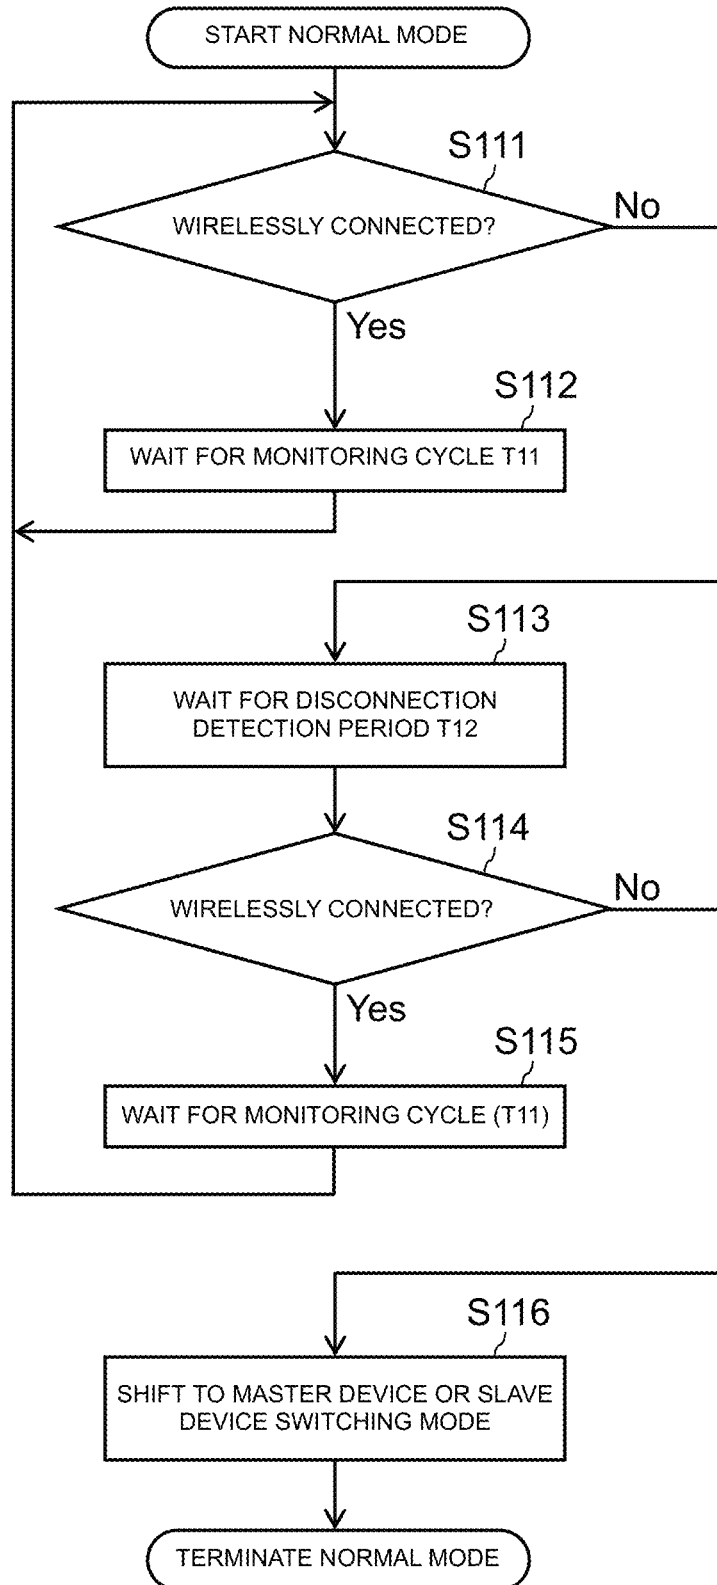 START NORMAL MODE
S111
WIRELESSLY CONNECTED?
No
Yes
S112
WAIT FOR MONITORING CYCLE T11
S113
WAIT FOR DISCONNECTION
DETECTION PERIOD T12
S114
WIRELESSLY CONNECTED?
No
Yes
S115
WAIT FOR MONITORING CYCLE (T11)
S116
SHIFT TO MASTER DEVICE OR SLAVE
DEVICE SWITCHING MODE
TERMINATE NORMAL MODE